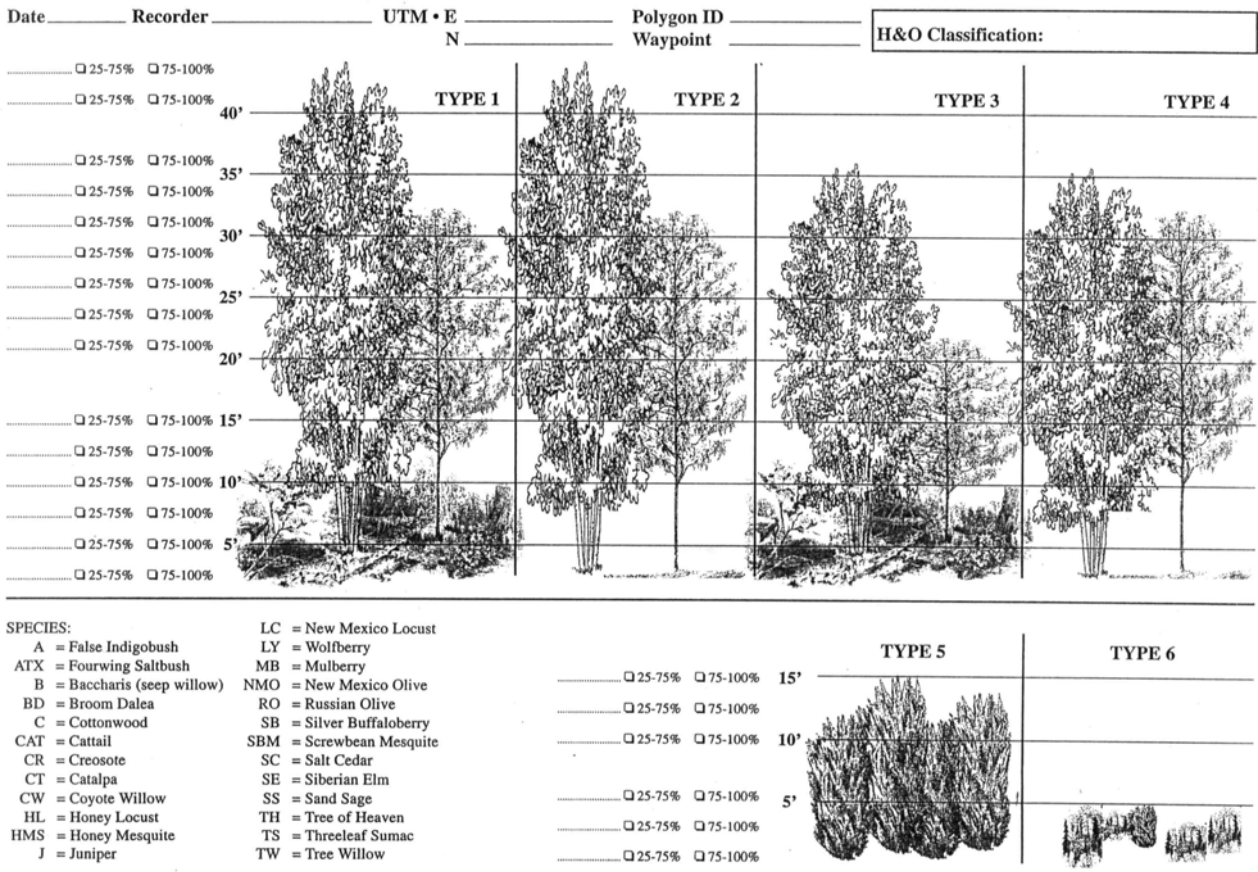 Date Recorder UTM • E Polygon ID
N Waypoint H&O Classification:
❏ 25-75% ❏ 75-100%
❏ 25-75% ❏ 75-100% TYPE 1 TYPE 2 TYPE 3 TYPE 4
40'
❏ 25-75% ❏ 75-100%
35'
❏ 25-75% ❏ 75-100%
❏ 25-75% ❏ 75-100%
30'
❏ 25-75% ❏ 75-100%
❏ 25-75% ❏ 75-100%
25'
❏ 25-75% ❏ 75-100%
❏ 25-75% ❏ 75-100%
20'
❏ 25-75% ❏ 75-100% 15'
❏ 25-75% ❏ 75-100%
❏ 25-75% ❏ 75-100% 10'
❏ 25-75% ❏ 75-100%
❏ 25-75% ❏ 75-100% 5'
❏ 25-75% ❏ 75-100%
SPECIES:
A = False Indigobush
ATX = Fourwing Saltbush
B = Baccharis (seep willow)
BD = Broom Dalea
C = Cottonwood
CAT = Cattail
CR = Creosote
CT = Catalpa
CW = Coyote Willow
HL = Honey Locust
HMS = Honey Mesquite
J = Juniper
LC = New Mexico Locust
LY = Wolfberry
MB = Mulberry
NMO = New Mexico Olive
RO = Russian Olive
SB = Silver Buffaloberry
SBM = Screwbean Mesquite
SC = Salt Cedar
SE = Siberian Elm
SS = Sand Sage
TH = Tree of Heaven
TS = Threeleaf Sumac
TW = Tree Willow
TYPE 5 TYPE 6
❏ 25-75% ❏ 75-100% 15'
❏ 25-75% ❏ 75-100%
❏ 25-75% ❏ 75-100% 10'
❏ 25-75% ❏ 75-100% 5'
❏ 25-75% ❏ 75-100%
❏ 25-75% ❏ 75-100%